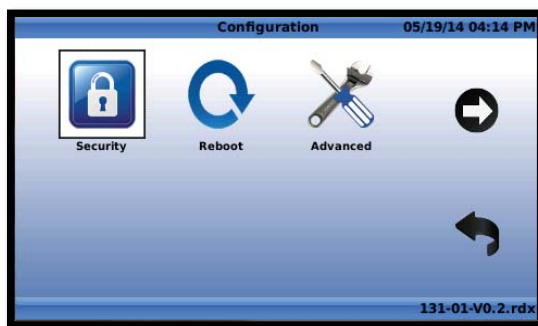 Configuration 05/19/14 04:14 PM
Security Reboot Advanced
131-01-V0.2.rdx